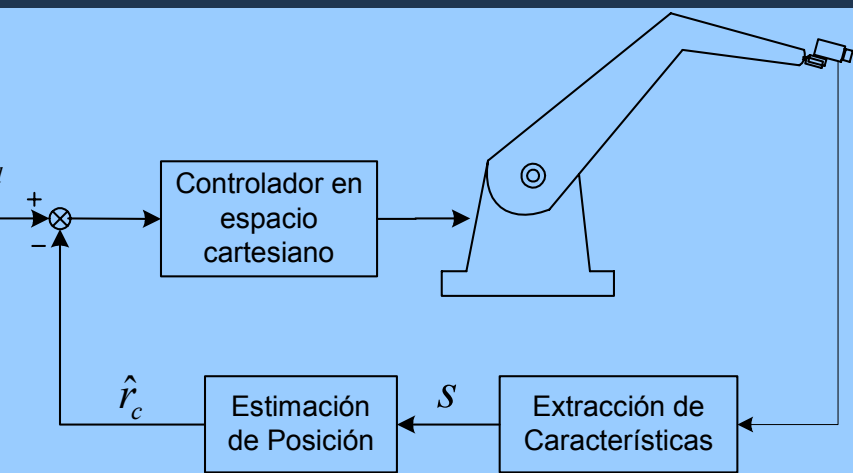 +
−
Controlador en
espacio
cartesiano
r̂c
Estimación
de Posición
S
Extracción de
Características